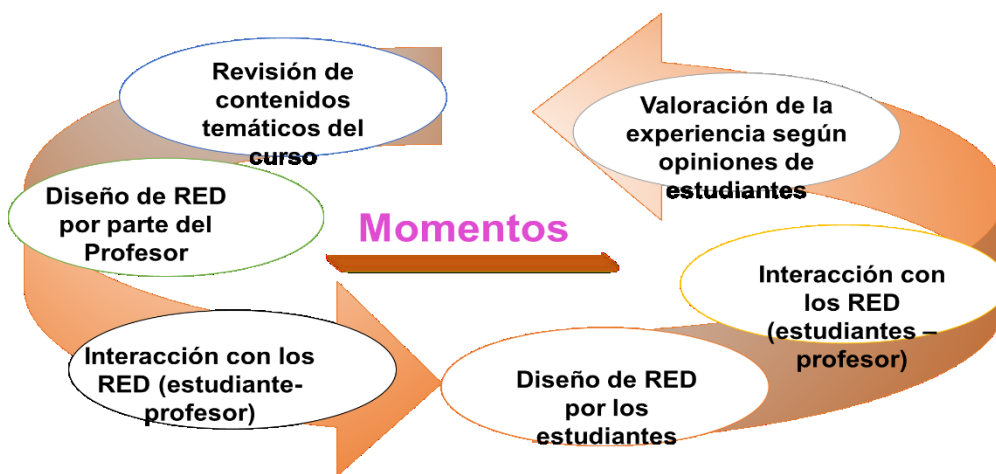 Revisión de
contenidos
temáticos del
curso
Diseño de RED
por parte del
Profesor
Interacción con los
RED (estudiante-
profesor)
Momentos
Diseño de RED
por los
estudiantes
Interacción con
los RED
(estudiantes –
profesor)
Valoración de la
experiencia según
opiniones de
estudiantes